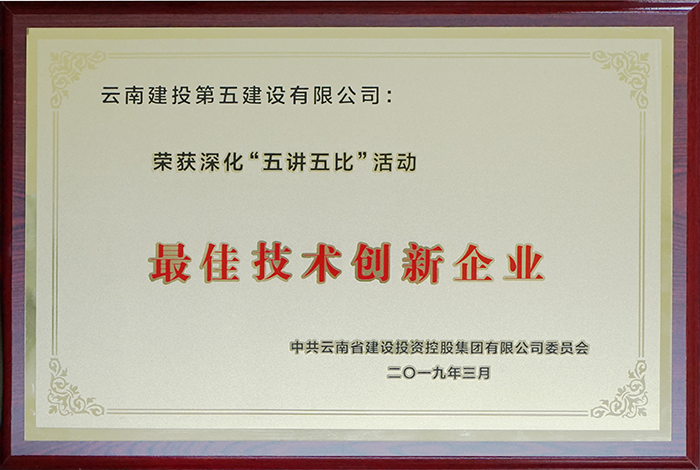 云南建投第五建设有限公司：
荣获深化“五讲五比”活动
最佳技术创新企业
中共云南省建设投资控股集团有限公司委员会
二〇一九年三月